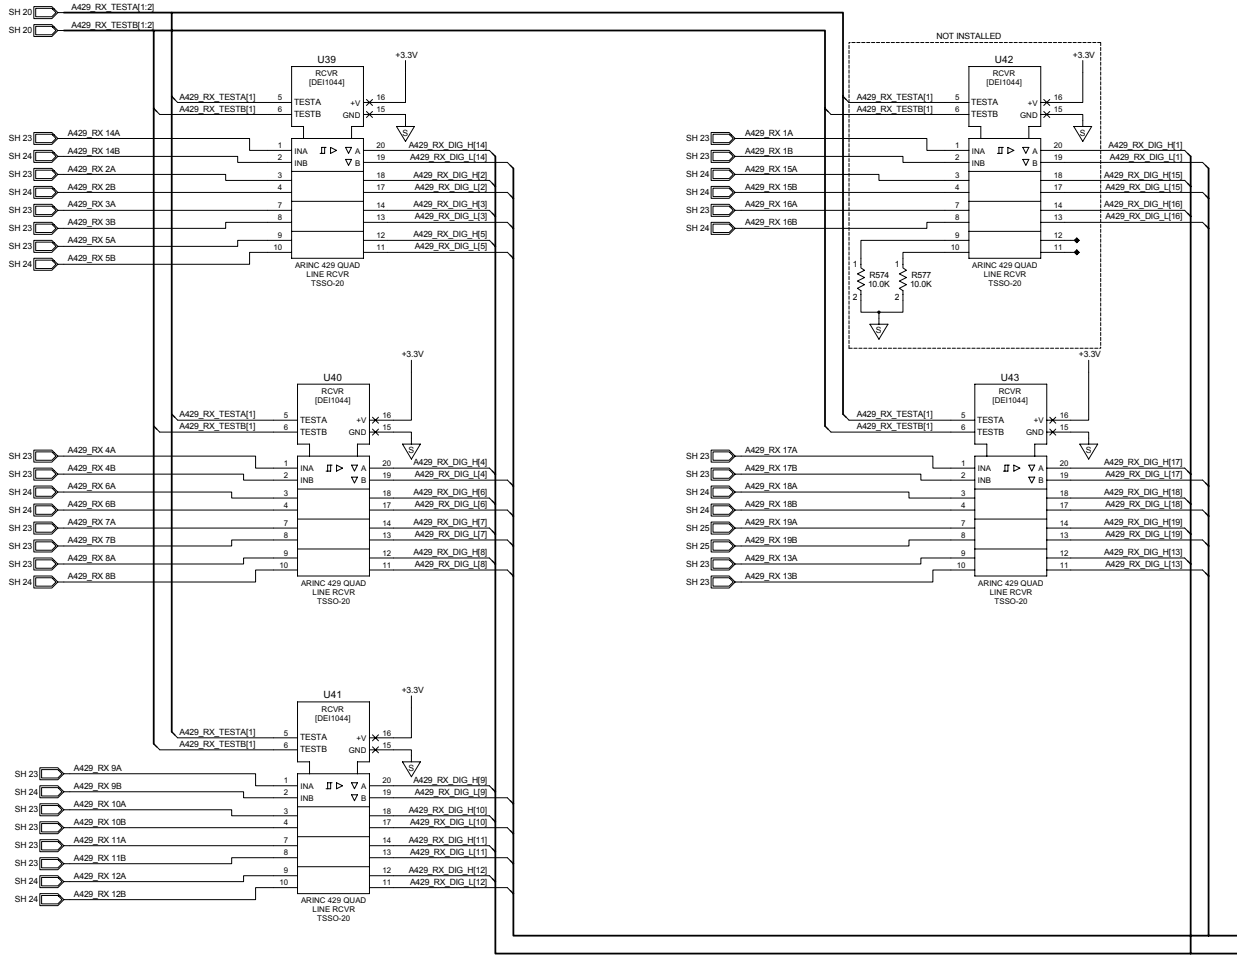 SH 20 A429_RX_TESTA[1:2]
SH 20 A429_RX_TESTB[1:2]
U39
RCVR
[DEI1044]
+3.3V
A429_RX_TESTA[1] 5 TESTA +V 16
A429_RX_TESTB[1] 6 TESTB GND 15
S
SH 23 A429_RX 14A 1 INA A 20 A429_RX_DIG_H[14]
SH 24 A429_RX 14B 2 INB B 19 A429_RX_DIG_L[14]
SH 23 A429_RX 2A 3 18 A429_RX_DIG_H[2]
SH 24 A429_RX 2B 4 17 A429_RX_DIG_L[2]
SH 23 A429_RX 3A 7 14 A429_RX_DIG_H[3]
SH 23 A429_RX 3B 8 13 A429_RX_DIG_L[3]
SH 23 A429_RX 5A 9 12 A429_RX_DIG_H[5]
SH 24 A429_RX 5B 10 11 A429_RX_DIG_L[5]
ARINC 429 QUAD
LINE RCVR
TSSO-20
NOT INSTALLED
U42
RCVR
[DEI1044]
+3.3V
A429_RX_TESTA[1] 5 TESTA +V 16
A429_RX_TESTB[1] 6 TESTB GND 15
S
SH 23 A429_RX 1A 1 INA A 20 A429_RX_DIG_H[1]
SH 23 A429_RX 1B 2 INB B 19 A429_RX_DIG_L[1]
SH 24 A429_RX 15A 3 18 A429_RX_DIG_H[15]
SH 24 A429_RX 15B 4 17 A429_RX_DIG_L[15]
SH 23 A429_RX 16A 7 14 A429_RX_DIG_H[16]
SH 24 A429_RX 16B 8 13 A429_RX_DIG_L[16]
9 12
10 11
1 R574 10.0K 2
1 R577 10.0K 2
S
ARINC 429 QUAD
LINE RCVR
TSSO-20
U40
RCVR
[DEI1044]
+3.3V
A429_RX_TESTA[1] 5 TESTA +V 16
A429_RX_TESTB[1] 6 TESTB GND 15
S
SH 23 A429_RX 4A 1 INA A 20 A429_RX_DIG_H[4]
SH 23 A429_RX 4B 2 INB B 19 A429_RX_DIG_L[4]
SH 24 A429_RX 6A 3 18 A429_RX_DIG_H[6]
SH 24 A429_RX 6B 4 17 A429_RX_DIG_L[6]
SH 23 A429_RX 7A 7 14 A429_RX_DIG_H[7]
SH 23 A429_RX 7B 8 13 A429_RX_DIG_L[7]
SH 23 A429_RX 8A 9 12 A429_RX_DIG_H[8]
SH 24 A429_RX 8B 10 11 A429_RX_DIG_L[8]
ARINC 429 QUAD
LINE RCVR
TSSO-20
U43
RCVR
[DEI1044]
+3.3V
A429_RX_TESTA[1] 5 TESTA +V 16
A429_RX_TESTB[1] 6 TESTB GND 15
S
SH 23 A429_RX 17A 1 INA A 20 A429_RX_DIG_H[17]
SH 23 A429_RX 17B 2 INB B 19 A429_RX_DIG_L[17]
SH 24 A429_RX 18A 3 18 A429_RX_DIG_H[18]
SH 24 A429_RX 18B 4 17 A429_RX_DIG_L[18]
SH 25 A429_RX 19A 7 14 A429_RX_DIG_H[19]
SH 25 A429_RX 19B 8 13 A429_RX_DIG_L[19]
SH 23 A429_RX 13A 9 12 A429_RX_DIG_H[13]
SH 23 A429_RX 13B 10 11 A429_RX_DIG_L[13]
ARINC 429 QUAD
LINE RCVR
TSSO-20
U41
RCVR
[DEI1044]
+3.3V
A429_RX_TESTA[1] 5 TESTA +V 16
A429_RX_TESTB[1] 6 TESTB GND 15
S
SH 23 A429_RX 9A 1 INA A 20 A429_RX_DIG_H[9]
SH 24 A429_RX 9B 2 INB B 19 A429_RX_DIG_L[9]
SH 23 A429_RX 10A 3 18 A429_RX_DIG_H[10]
SH 23 A429_RX 10B 4 17 A429_RX_DIG_L[10]
SH 23 A429_RX 11A 7 14 A429_RX_DIG_H[11]
SH 23 A429_RX 11B 8 13 A429_RX_DIG_L[11]
SH 24 A429_RX 12A 9 12 A429_RX_DIG_H[12]
SH 24 A429_RX 12B 10 11 A429_RX_DIG_L[12]
ARINC 429 QUAD
LINE RCVR
TSSO-20